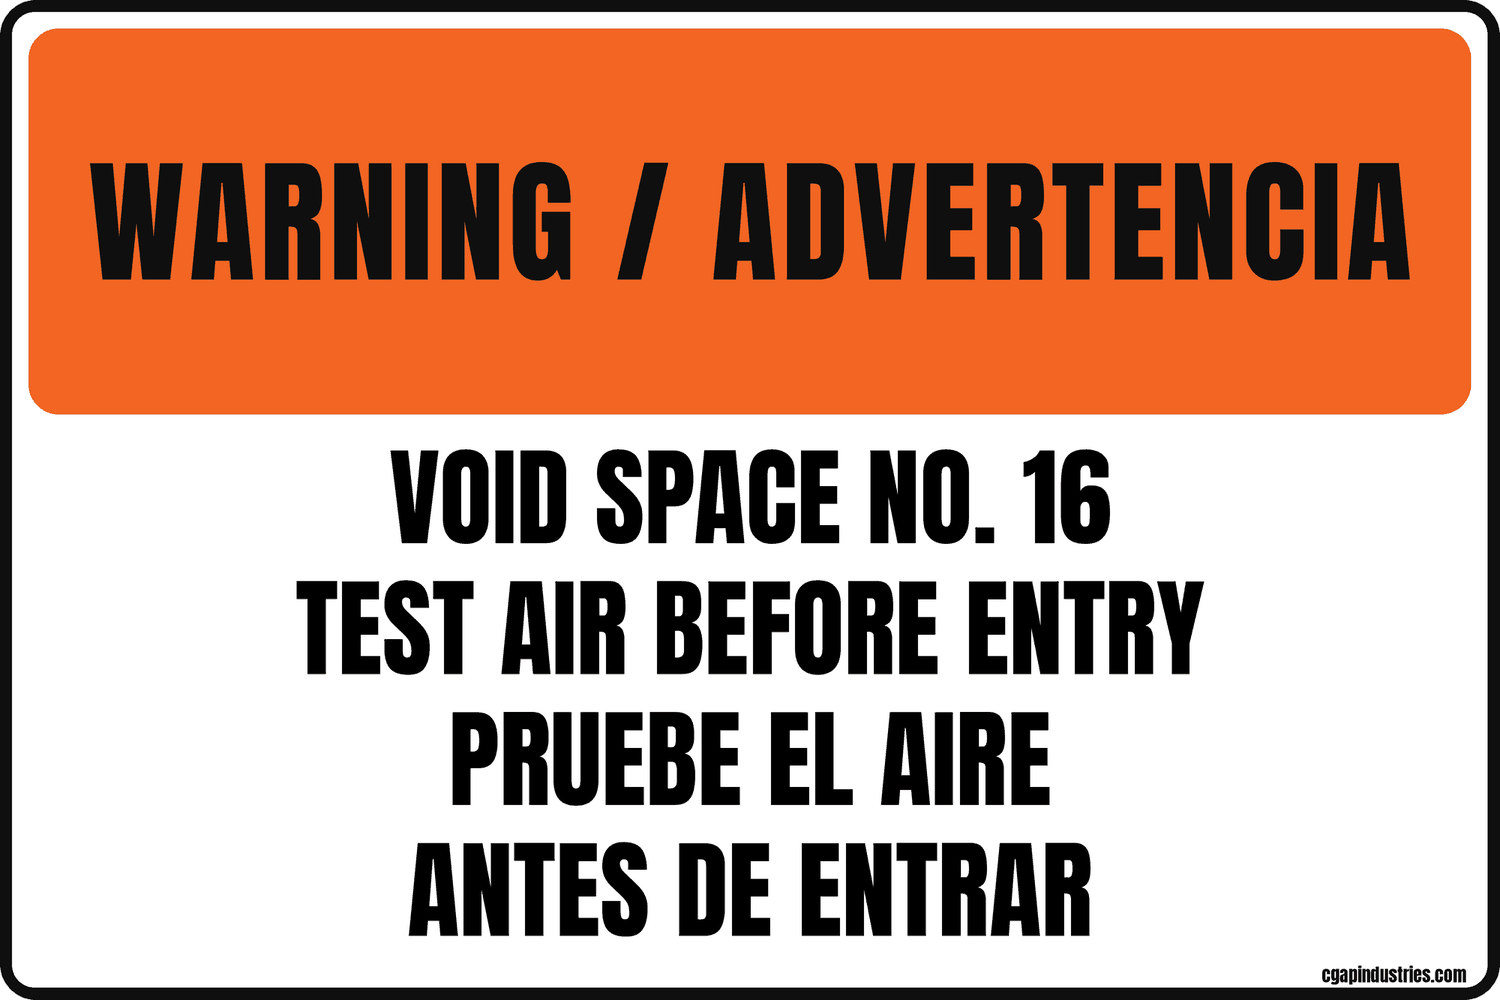 WARNING / ADVERTENCIA
VOID SPACE NO. 16
TEST AIR BEFORE ENTRY
PRUEBE EL AIRE
ANTES DE ENTRAR
cgapindustries.com